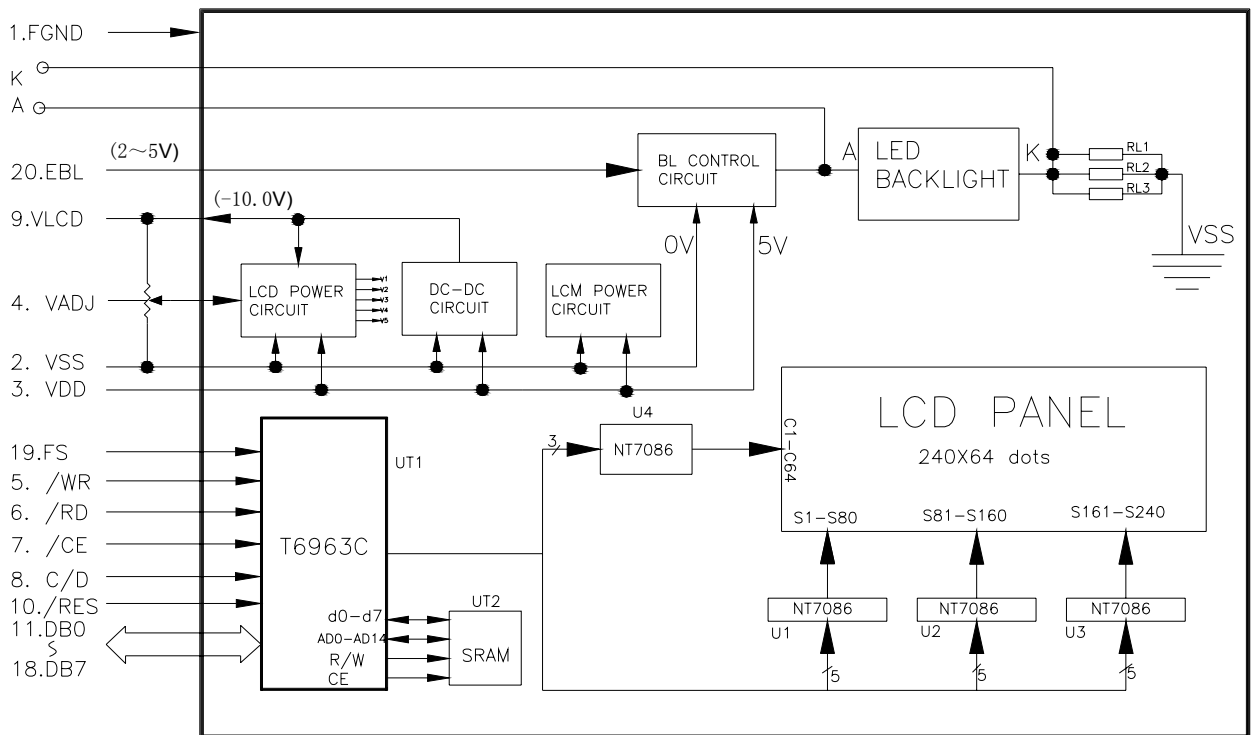 1.FGND
K
A
20.EBL
(2~5V)
BL CONTROL
CIRCUIT
A
LED
BACKLIGHT
K
RL1
RL2
RL3
VSS
9.VLCD
(-10.0V)
0V
5V
4. VADJ
LCD POWER
CIRCUIT
V1
V2
V3
V4
V5
DC-DC
CIRCUIT
LCM POWER
CIRCUIT
2. VSS
3. VDD
19.FS
5. /WR
6. /RD
7. /CE
8. C/D
10./RES
11.DB0
~
18.DB7
UT1
T6963C
d0-d7
AD0-AD14
R/W
CE
UT2
SRAM
3
U4
NT7086
C1-C64
LCD PANEL
240X64 dots
S1-S80
S81-S160
S161-S240
NT7086
U1
NT7086
U2
NT7086
U3
5
5
5